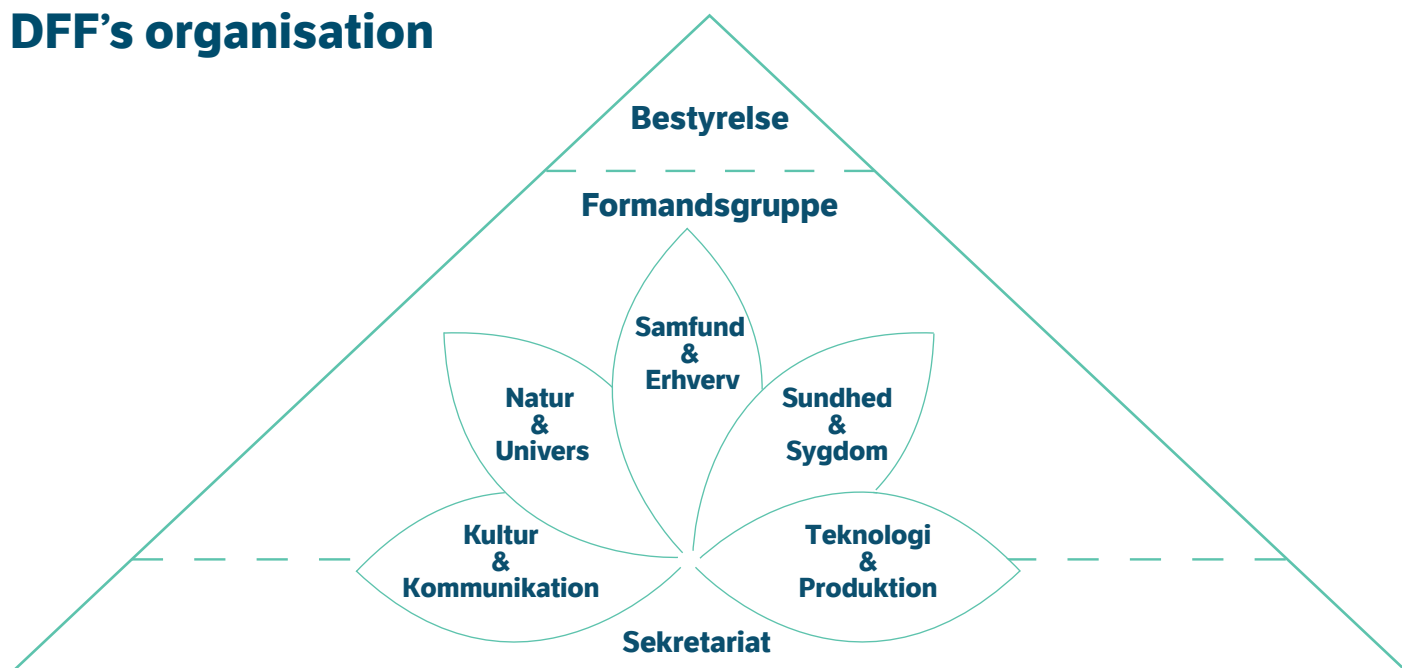 DFF's organisation
Bestyrelse
Formandsgruppe
Samfund
&
Erhverv
Natur
&
Univers
Sundhed
&
Sygdom
Kultur
&
Kommunikation
Teknologi
&
Produktion
Sekretariat